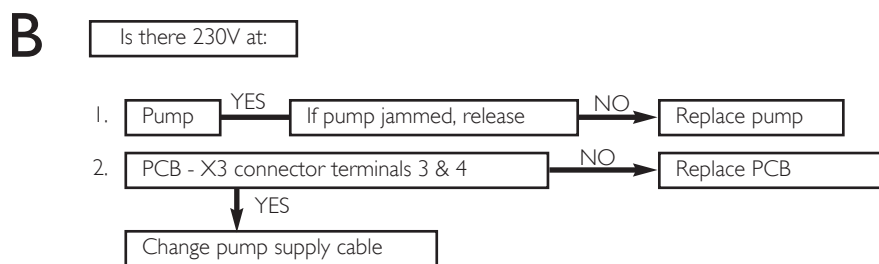 B
Is there 230V at:
1. Pump YES If pump jammed, release NO Replace pump
2. PCB - X3 connector terminals 3 & 4 NO Replace PCB
YES
Change pump supply cable